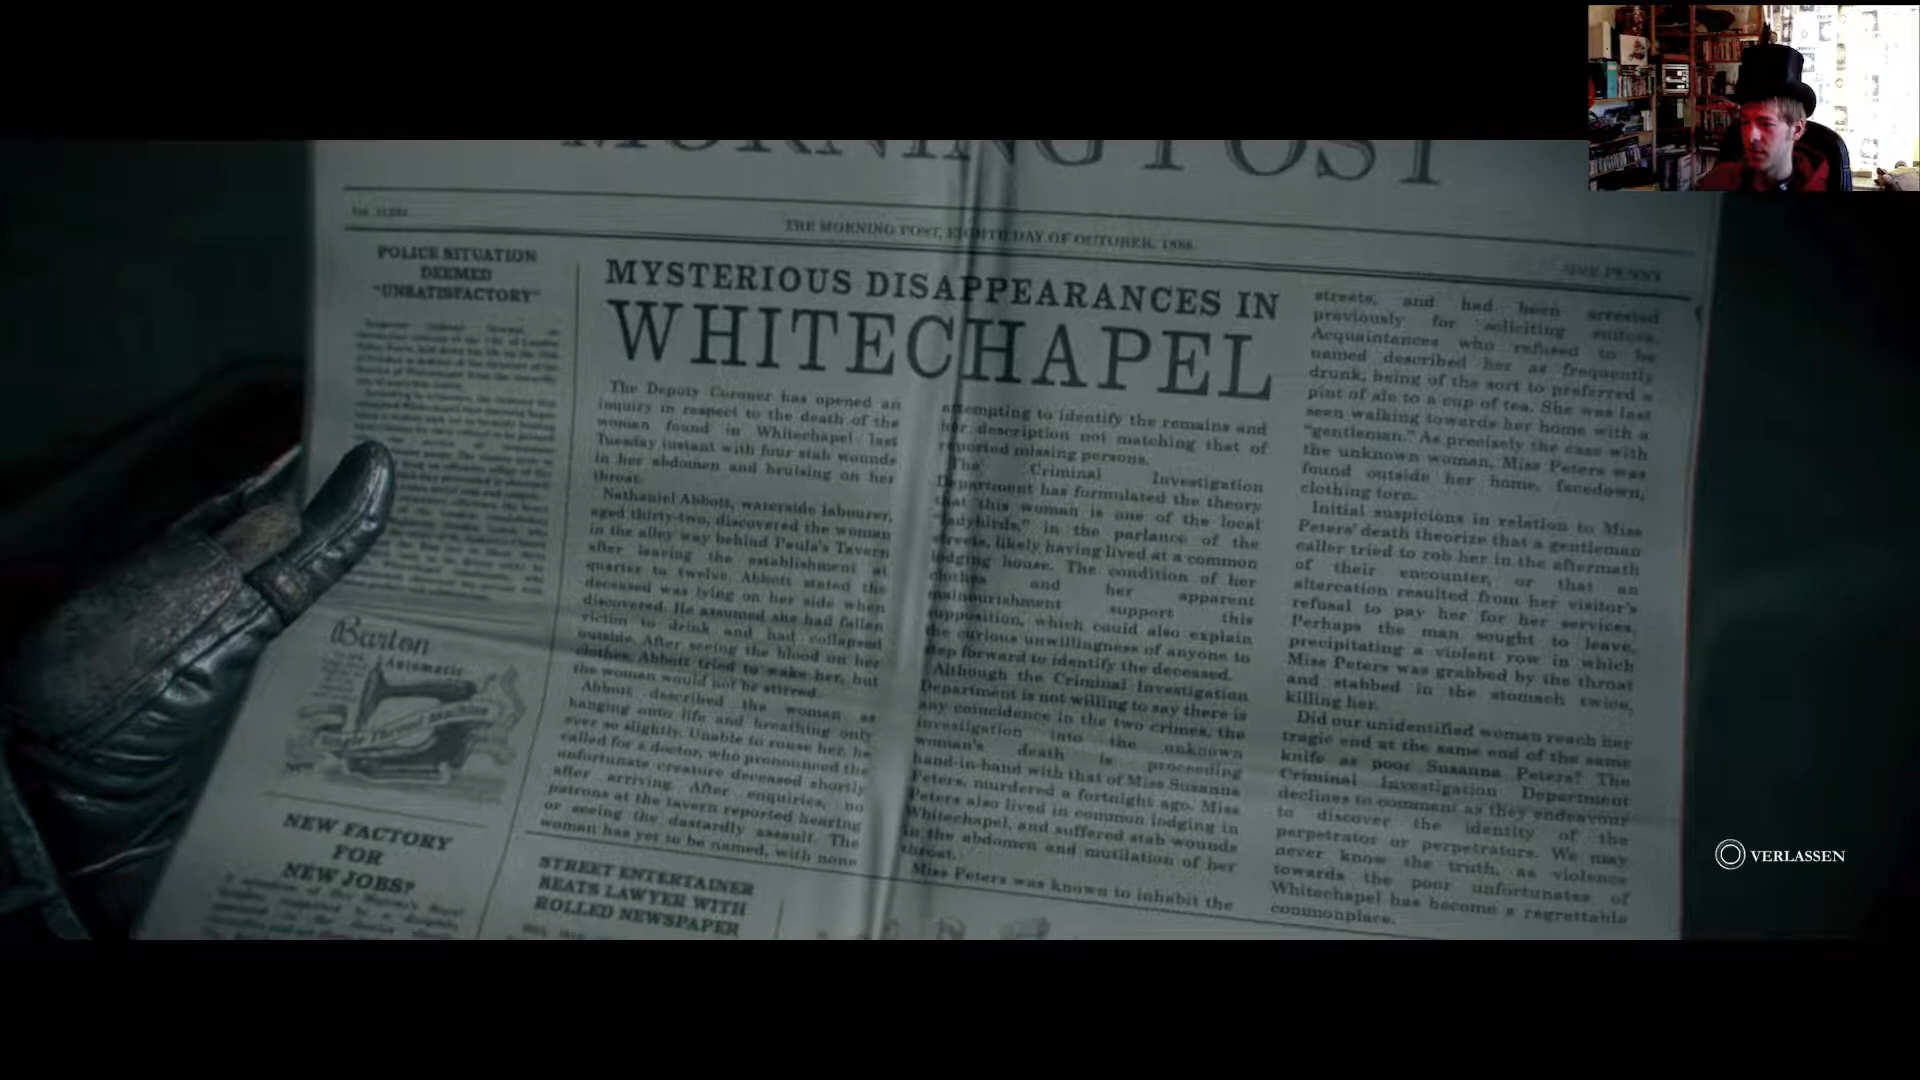 MORNING POST
THE MORNING POST, EIGHTH DAY OF OCTOBER, 1886
ONE PENNY
POLICE SITUATION
DEEMED
"UNSATISFACTORY"
Barton
Automatic
NEW FACTORY
FOR
NEW JOBS?
MYSTERIOUS DISAPPEARANCES IN
WHITECHAPEL
The Deputy Coroner has opened an
inquiry in respect to the death of the
woman found in Whitechapel last
Tuesday instant with four stab wounds
in her abdomen and bruising on her
throat.
Nathaniel Abbott, waterside labourer,
aged thirty-two, discovered the woman
in the alley way behind Paula's Tavern
after leaving the establishment at
quarter to twelve. Abbott stated the
deceased was lying on her side when
discovered. He assumed she had fallen
victim to drink and had collapsed
outside. After seeing the blood on her
clothes, Abbott tried to wake her, but
the woman would not be stirred.
Abbott described the woman as
hanging onto life and breathing only
ever so slightly. Unable to rouse her, he
called for a doctor, who pronounced the
unfortunate creature deceased shortly
after arriving. After enquiries, no
patrons at the tavern reported hearing
or seeing the dastardly assault. The
woman has yet to be named, with none
attempting to identify the remains and
her description not matching that of
reported missing persons.
The Criminal Investigation
Department has formulated the theory
that this woman is one of the local
"ladybirds," in the parlance of the
streets, likely having lived at a common
lodging house. The condition of her
clothes and her apparent
malnourishment support this
supposition, which could also explain
the curious unwillingness of anyone to
step forward to identify the deceased.
Although the Criminal Investigation
Department is not willing to say there is
any coincidence in the two crimes, the
investigation into the unknown
woman's death is proceeding
hand-in-hand with that of Miss Susanna
Peters, murdered a fortnight ago. Miss
Peters also lived in common lodging in
Whitechapel, and suffered stab wounds
in the abdomen and mutilation of her
throat.
Miss Peters was known to inhabit the
streets, and had been arrested
previously for soliciting suitors.
Acquaintances who refused to be
named described her as frequently
drunk, being of the sort to preferred a
pint of ale to a cup of tea. She was last
seen walking towards her home with a
"gentleman." As precisely the case with
the unknown woman, Miss Peters was
found outside her home, facedown,
clothing torn.
Initial suspicions in relation to Miss
Peters' death theorize that a gentleman
caller tried to rob her in the aftermath
of their encounter, or that an
altercation resulted from her visitor's
refusal to pay her for her services.
Perhaps the man sought to leave,
precipitating a violent row in which
Miss Peters was grabbed by the throat
and stabbed in the stomach twice,
killing her.
Did our unidentified woman reach her
tragic end at the same end of the same
knife as poor Susanna Peters? The
Criminal Investigation Department
declines to comment as they endeavour
to discover the identity of the
perpetrator or perpetrators. We may
never know the truth, as violence
towards the poor unfortunates of
Whitechapel has become a regrettable
commonplace.
STREET ENTERTAINER
BEATS LAWYER WITH
ROLLED NEWSPAPER
VERLASSEN